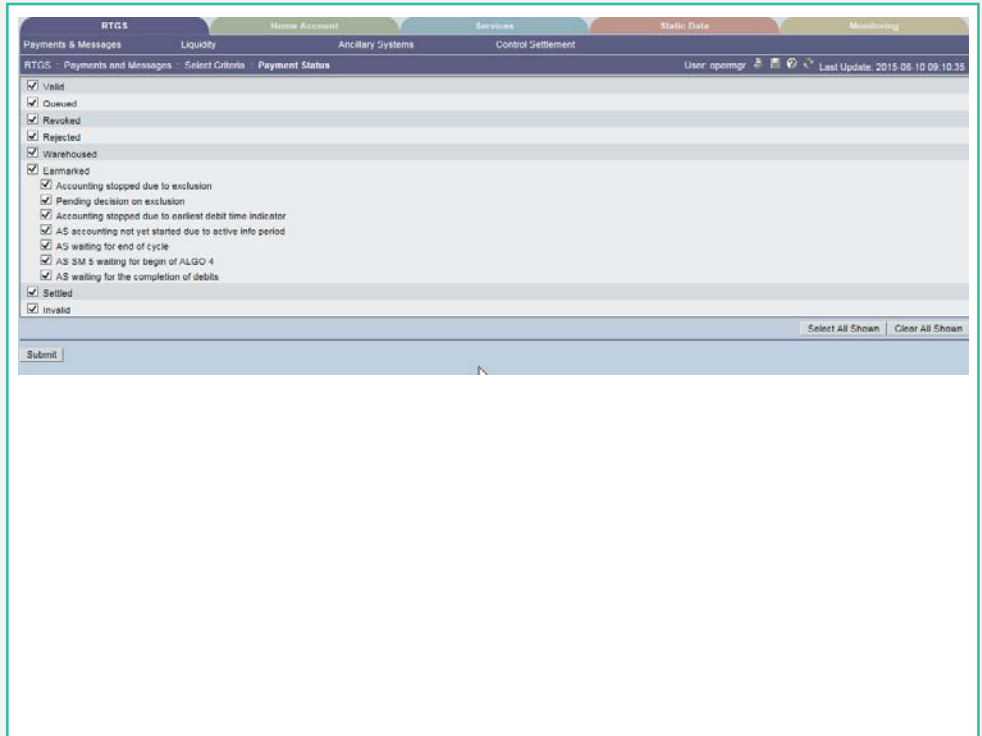 RTGS Home Account Services Static Data Monitoring
Payments & Messages Liquidity Ancillary Systems Control Settlement
RTGS : Payments and Messages : Select Criteria : Payment Status User: opermgr Last Update: 2015-08-10 09:10:35
Valid
Queued
Revoked
Rejected
Warehoused
Earmarked
Accounting stopped due to exclusion
Pending decision on exclusion
Accounting stopped due to earliest debit time indicator
AS accounting not yet started due to active info period
AS waiting for end of cycle
AS SM 5 waiting for begin of ALGO 4
AS waiting for the completion of debits
Settled
Invalid
Select All Shown Clear All Shown
Submit